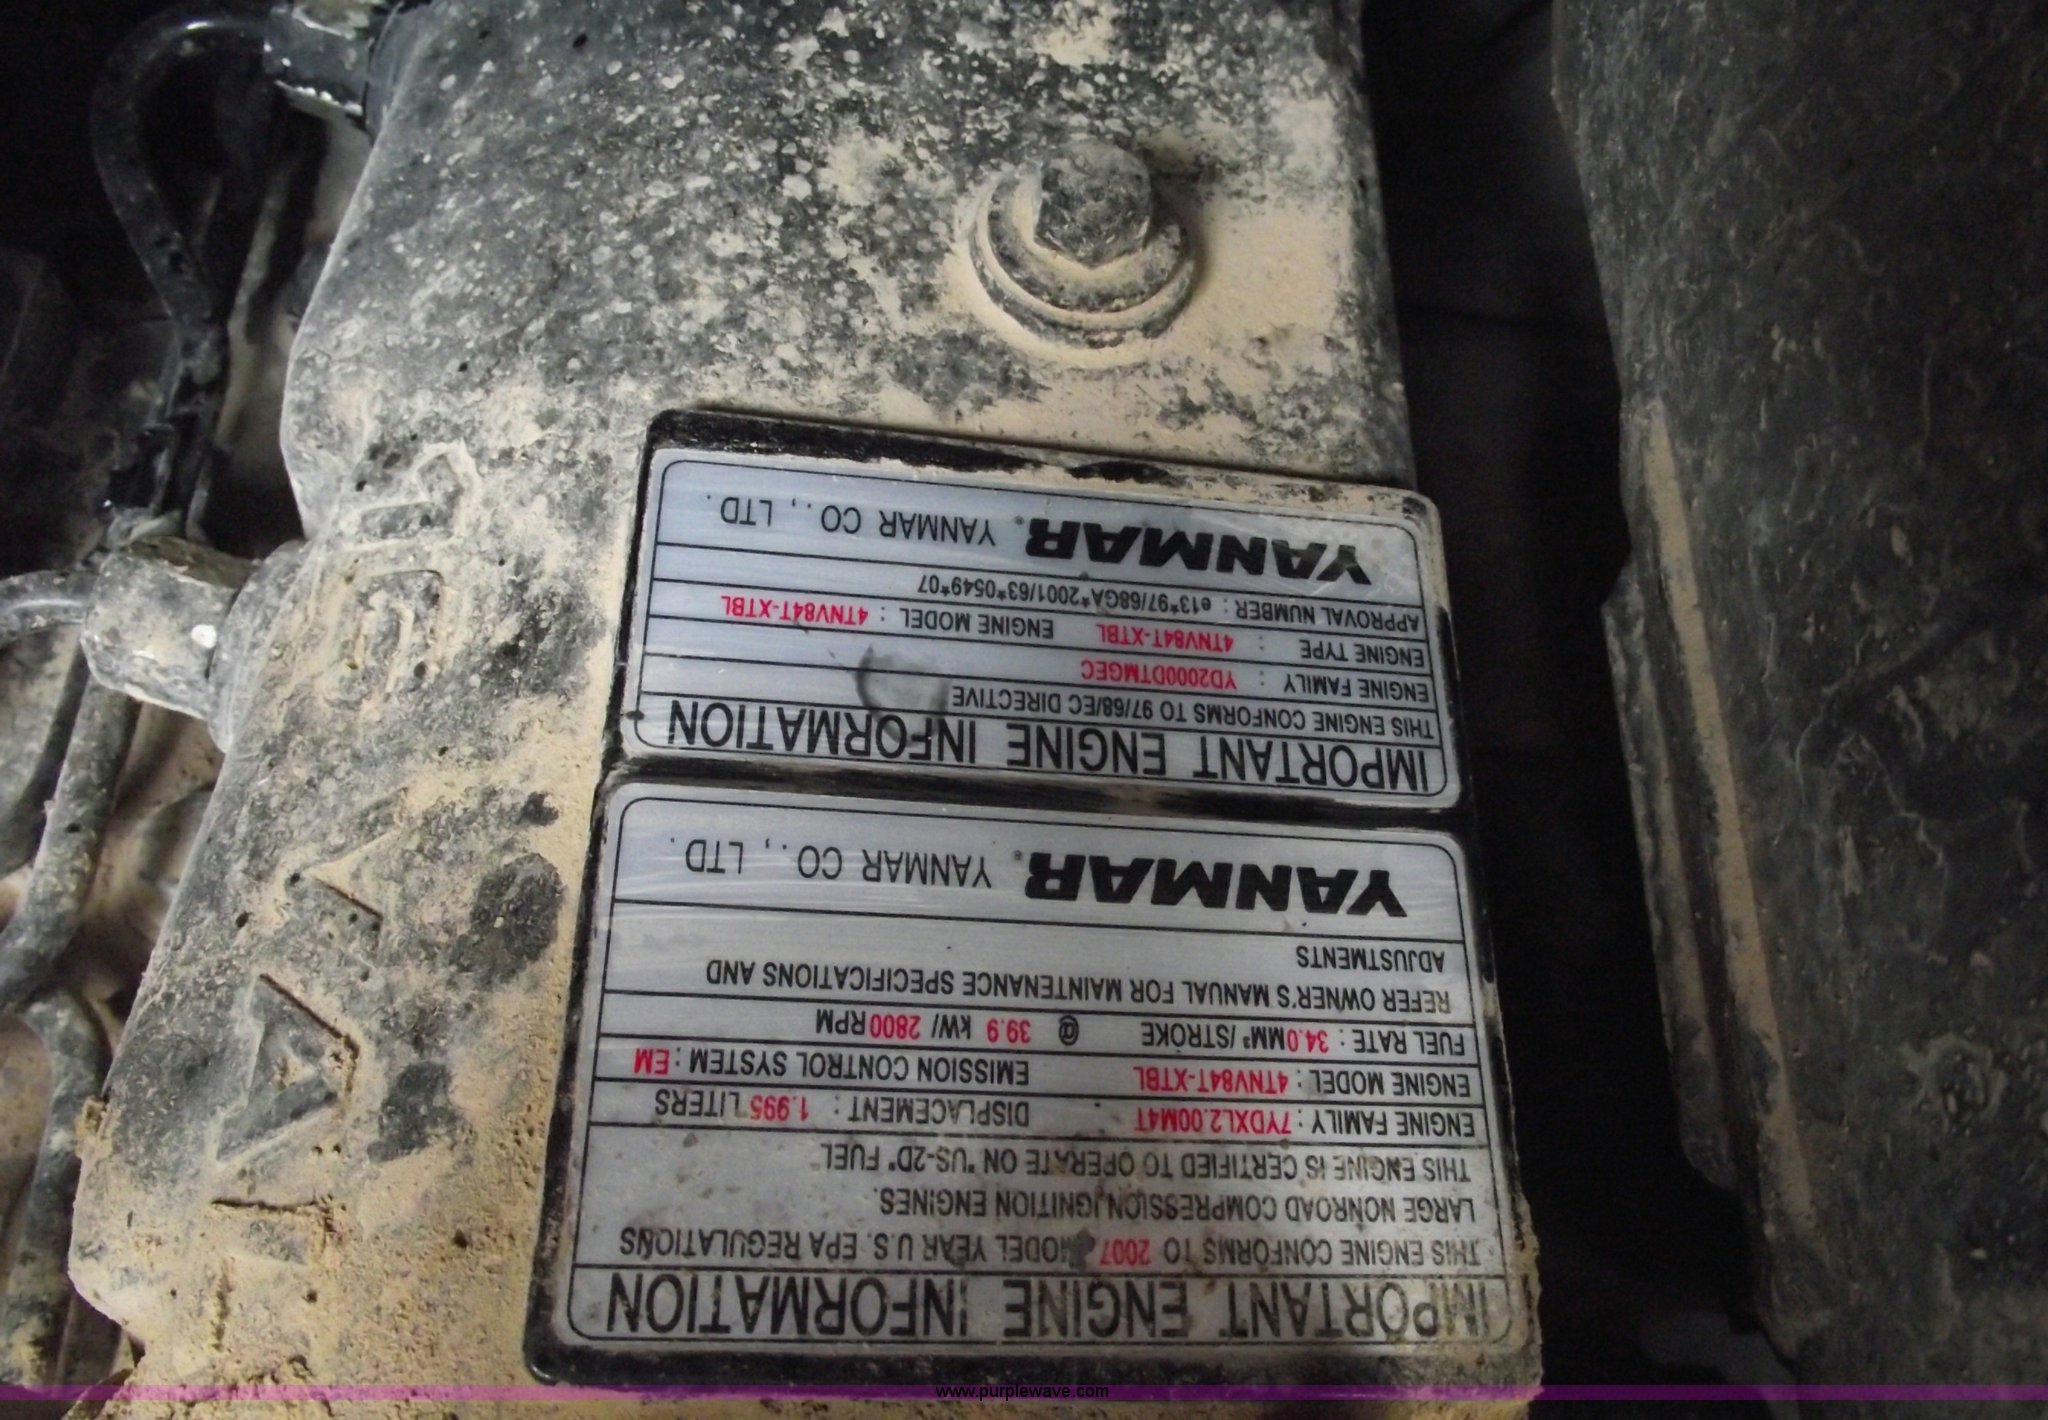 IMPORTANT ENGINE INFORMATION
THIS ENGINE CONFORMS TO 2007 MODEL YEAR U.S. EPA REGULATIONS
LARGE NONROAD COMPRESSION IGNITION ENGINES.
THIS ENGINE IS CERTIFIED TO OPERATE ON "US-2D" FUEL
ENGINE FAMILY : 7YDXL2.00M4T DISPLACEMENT : 1.995 LITERS
ENGINE MODEL : 4TNV84T-XTBL EMISSION CONTROL SYSTEM : EM
FUEL RATE : 34.0 MM³ /STROKE @ 39.9 kW/ 2800 RPM
REFER OWNER'S MANUAL FOR MAINTENANCE SPECIFICATIONS AND
ADJUSTMENTS
YANMAR® YANMAR CO., LTD.
IMPORTANT ENGINE INFORMATION
THIS ENGINE CONFORMS TO 97/68/EC DIRECTIVE
ENGINE FAMILY : YD2000DTMGEC
ENGINE TYPE : 4TNV84T-XTBL ENGINE MODEL : 4TNV84T-XTBL
APPROVAL NUMBER : e13*97/68GA*2001/63*0549*07
YANMAR® YANMAR CO., LTD.
www.purplewave.com